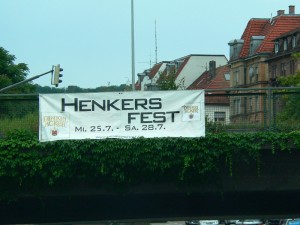 HENKERS
FEST
MI. 25.7. - SA. 28.7.